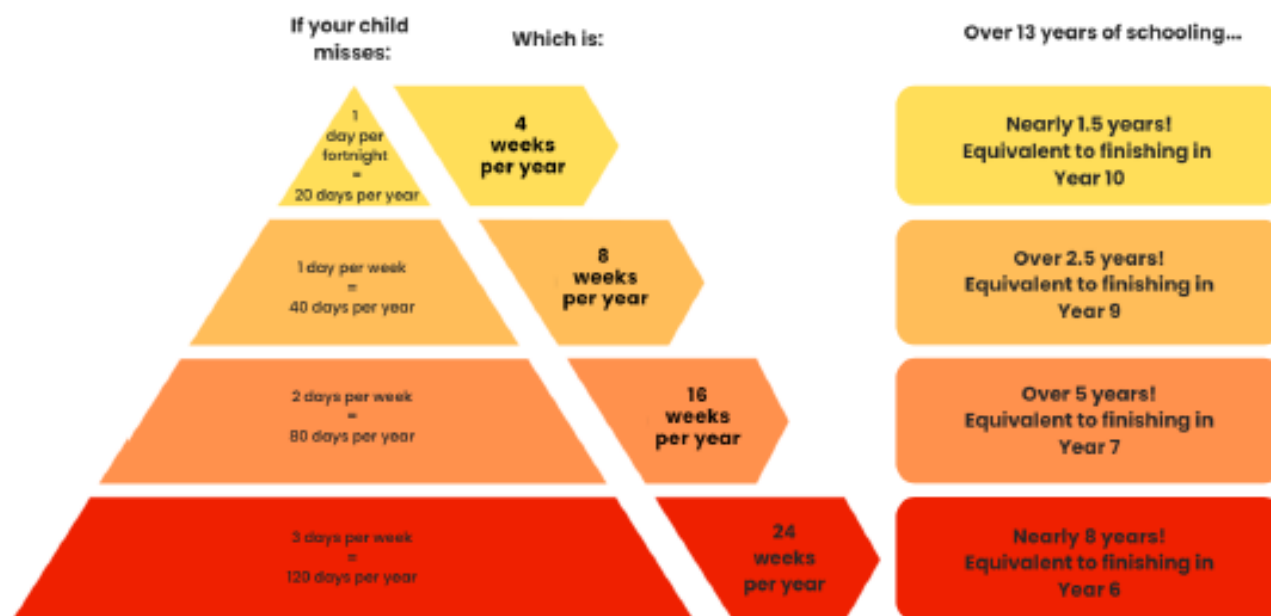 If your child
misses:
Which is:
Over 13 years of schooling...
1
day per
fortnight
=
20 days per year
4
weeks
per year
Nearly 1.5 years!
Equivalent to finishing in
Year 10
1 day per week
=
40 days per year
8
weeks
per year
Over 2.5 years!
Equivalent to finishing in
Year 9
2 days per week
=
80 days per year
16
weeks
per year
Over 5 years!
Equivalent to finishing in
Year 7
3 days per week
=
120 days per year
24
weeks
per year
Nearly 8 years!
Equivalent to finishing in
Year 6